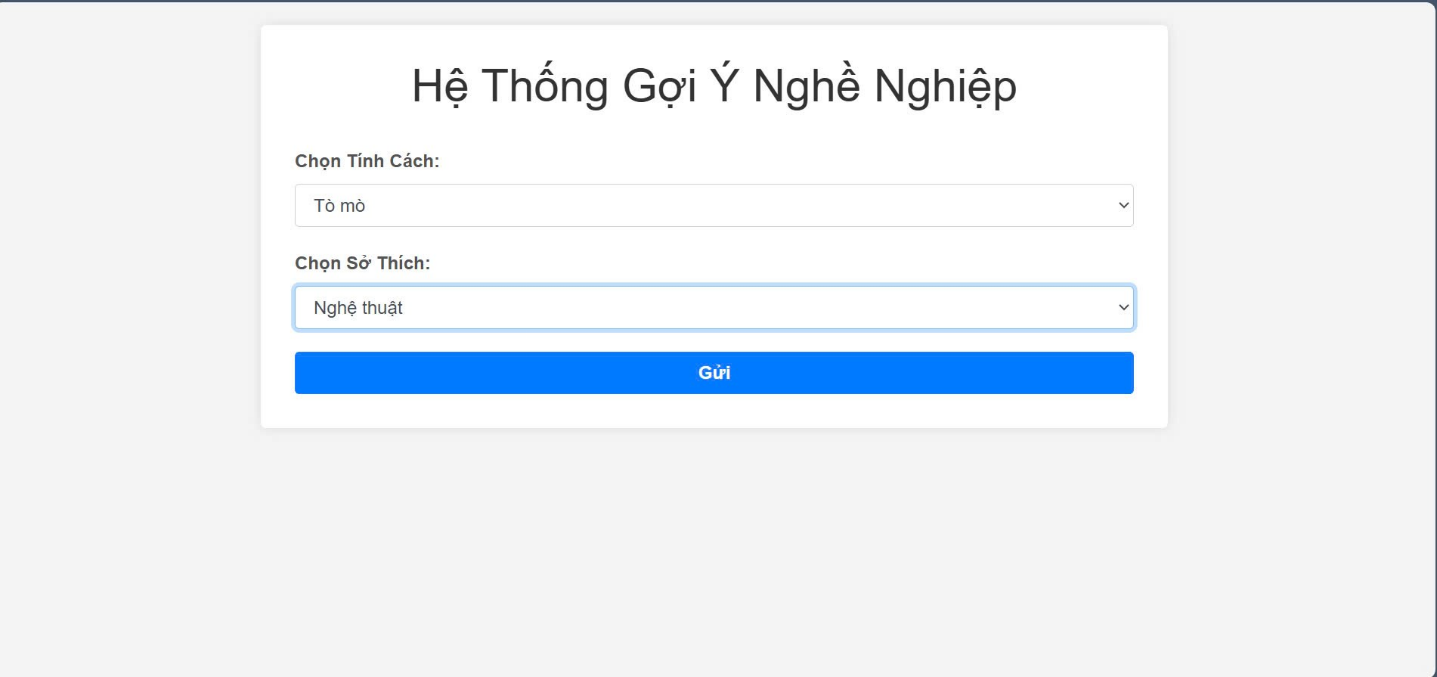 Hệ Thống Gợi Ý Nghề Nghiệp
Chọn Tính Cách:
Tò mò
Chọn Sở Thích:
Nghệ thuật
Gửi